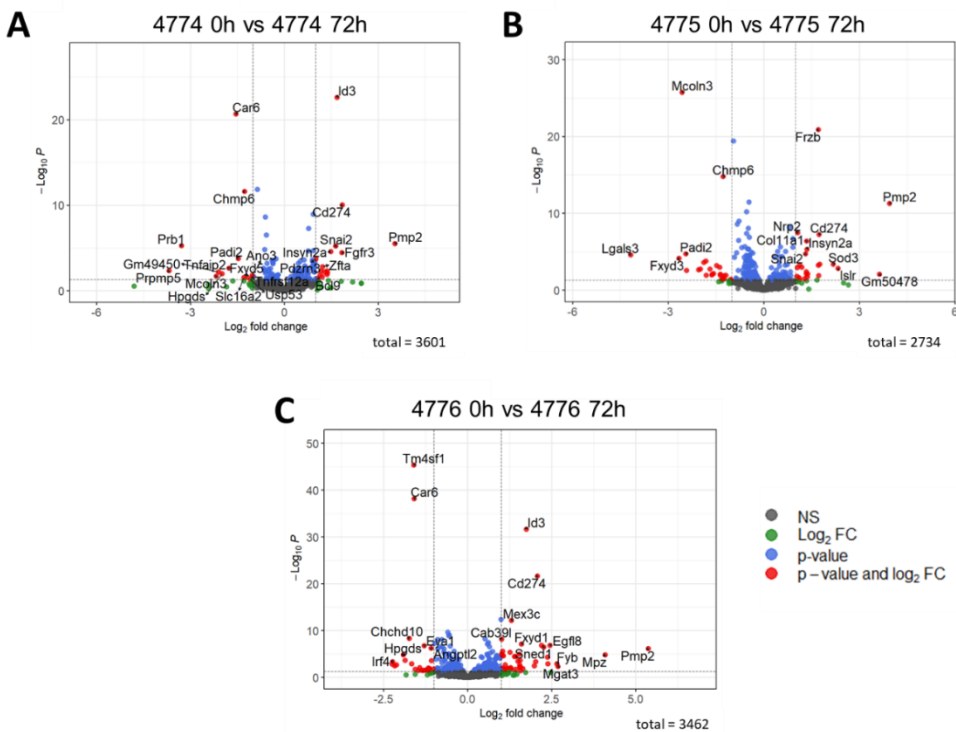 A
4774 0h vs 4774 72h
Id3
Car6
Chmp6
Cd274
Snai2
Pmp2
Prb1
Padi2
Ano3
Insyn2a
Fgfr3
Gm49450
Tnfaip2
Fxyd5
Pdzrn3
Zfta
Prpmp5
Mcoln3
Tnfrsf12a
Hpgds
Slc16a2
Usp53
20
10
0
-6
-3
0
3
− Log10 P
Log2 fold change
total = 3601
B
4775 0h vs 4775 72h
Mcoln3
Frzb
Chmp6
Pmp2
Nrp2
Cd274
Lgals3
Padi2
Col11a1
Insyn2a
Fxyd3
Snai2
Sod3
Islr
Gm50478
30
20
10
0
-6
-3
0
3
6
− Log10 P
Log2 fold change
total = 2734
C
4776 0h vs 4776 72h
Tm4sf1
Car6
Id3
Cd274
Mex3c
Chchd10
Eva1
Cab39l
Fxyd1
Egfl8
Hpgds
Angptl2
Sned1
Fyb
Mpz
Pmp2
Irf4
Mgat3
50
40
30
20
10
0
-2.5
0.0
2.5
5.0
− Log10 P
Log2 fold change
total = 3462
NS
Log2 FC
p-value
p − value and log2 FC